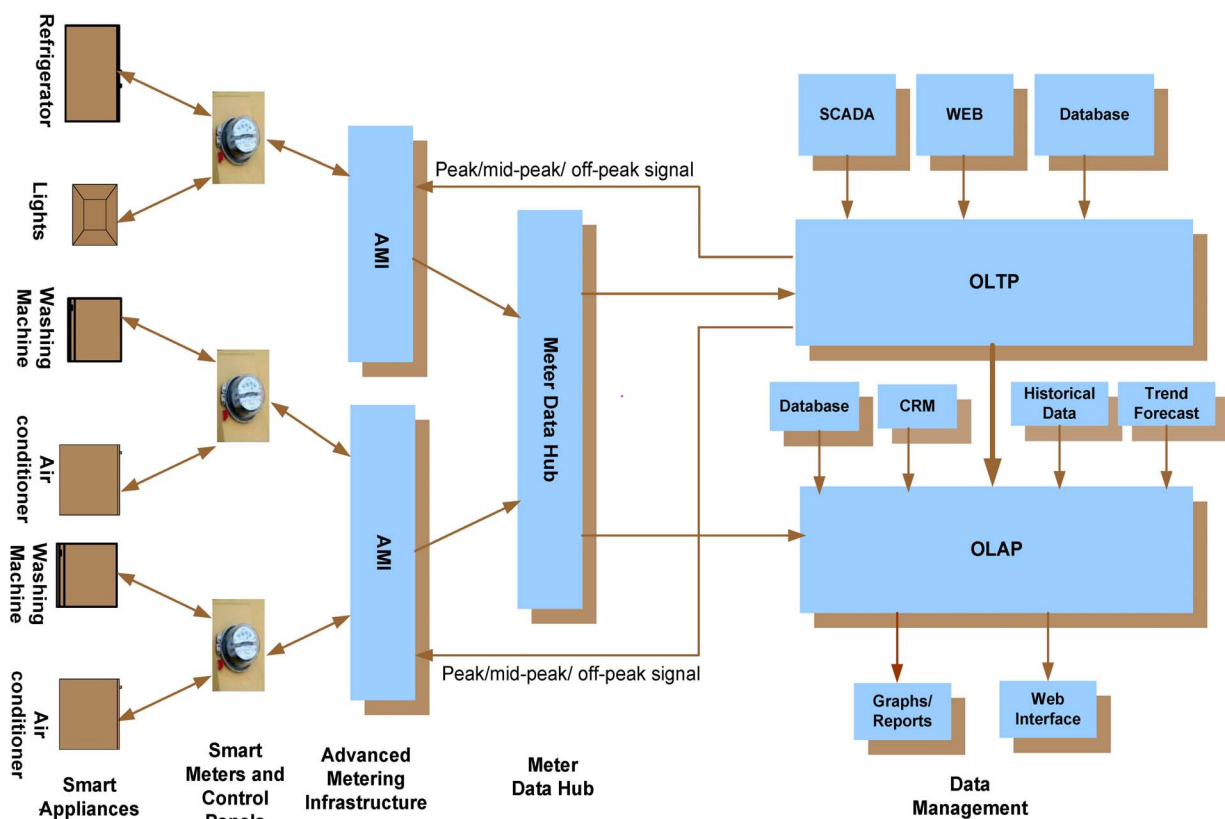 Refrigerator
Lights
Washing
Machine
Air
conditioner
Washing
Machine
Air
conditioner
AMI
AMI
Peak/mid-peak/ off-peak signal
Meter Data Hub
Peak/mid-peak/ off-peak signal
SCADA
WEB
Database
OLTP
Database
CRM
Historical
Data
Trend
Forecast
OLAP
Graphs/
Reports
Web
Interface
Smart
Appliances
Smart
Meters and
Control
Panels
Advanced
Metering
Infrastructure
Meter
Data Hub
Data
Management